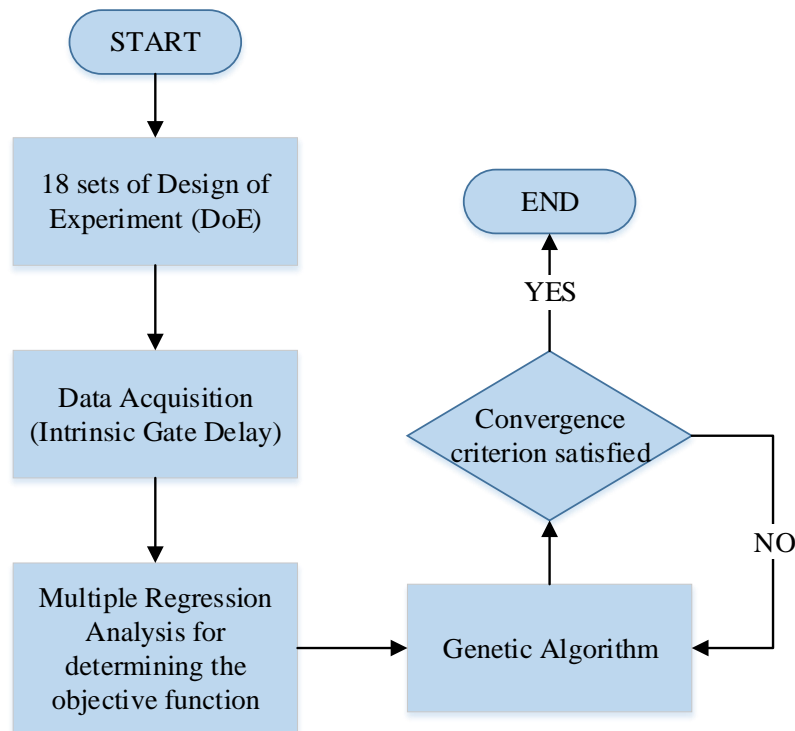 START
18 sets of Design of
Experiment (DoE)
Data Acquisition
(Intrinsic Gate Delay)
Multiple Regression
Analysis for
determining the
objective function
Genetic Algorithm
Convergence
criterion satisfied
NO
YES
END